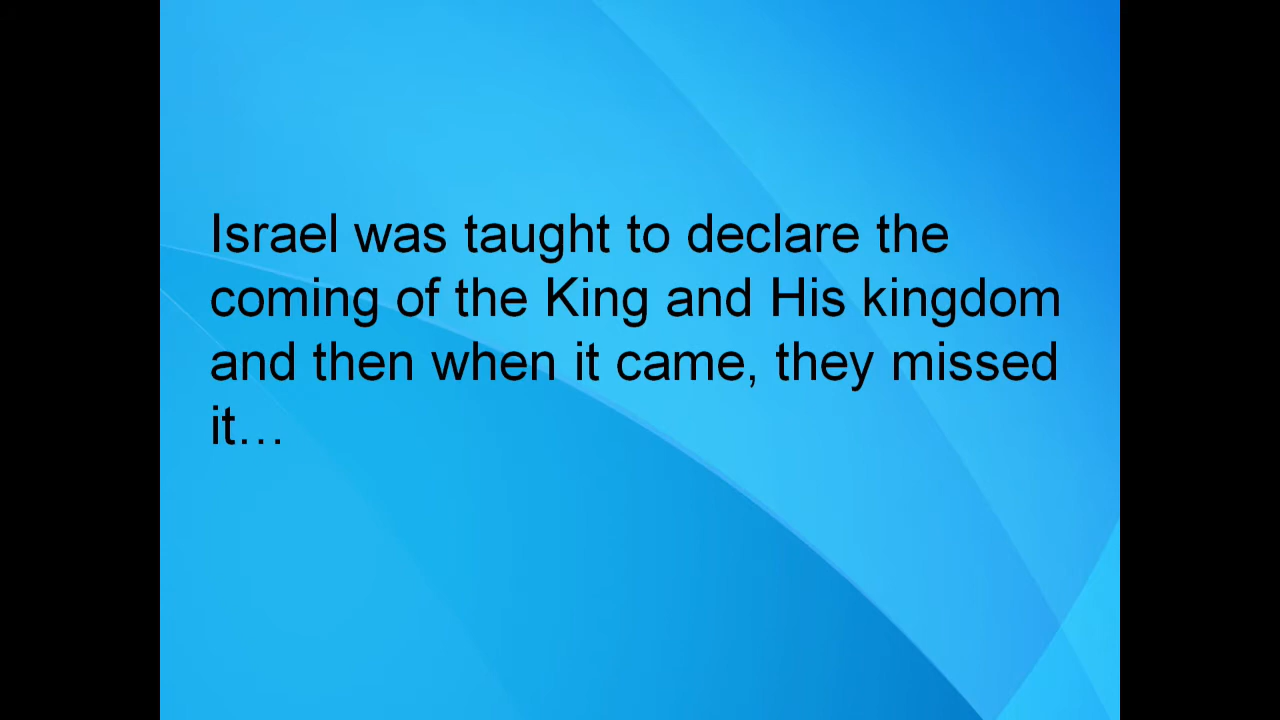 Israel was taught to declare the
coming of the King and His kingdom
and then when it came, they missed
it…